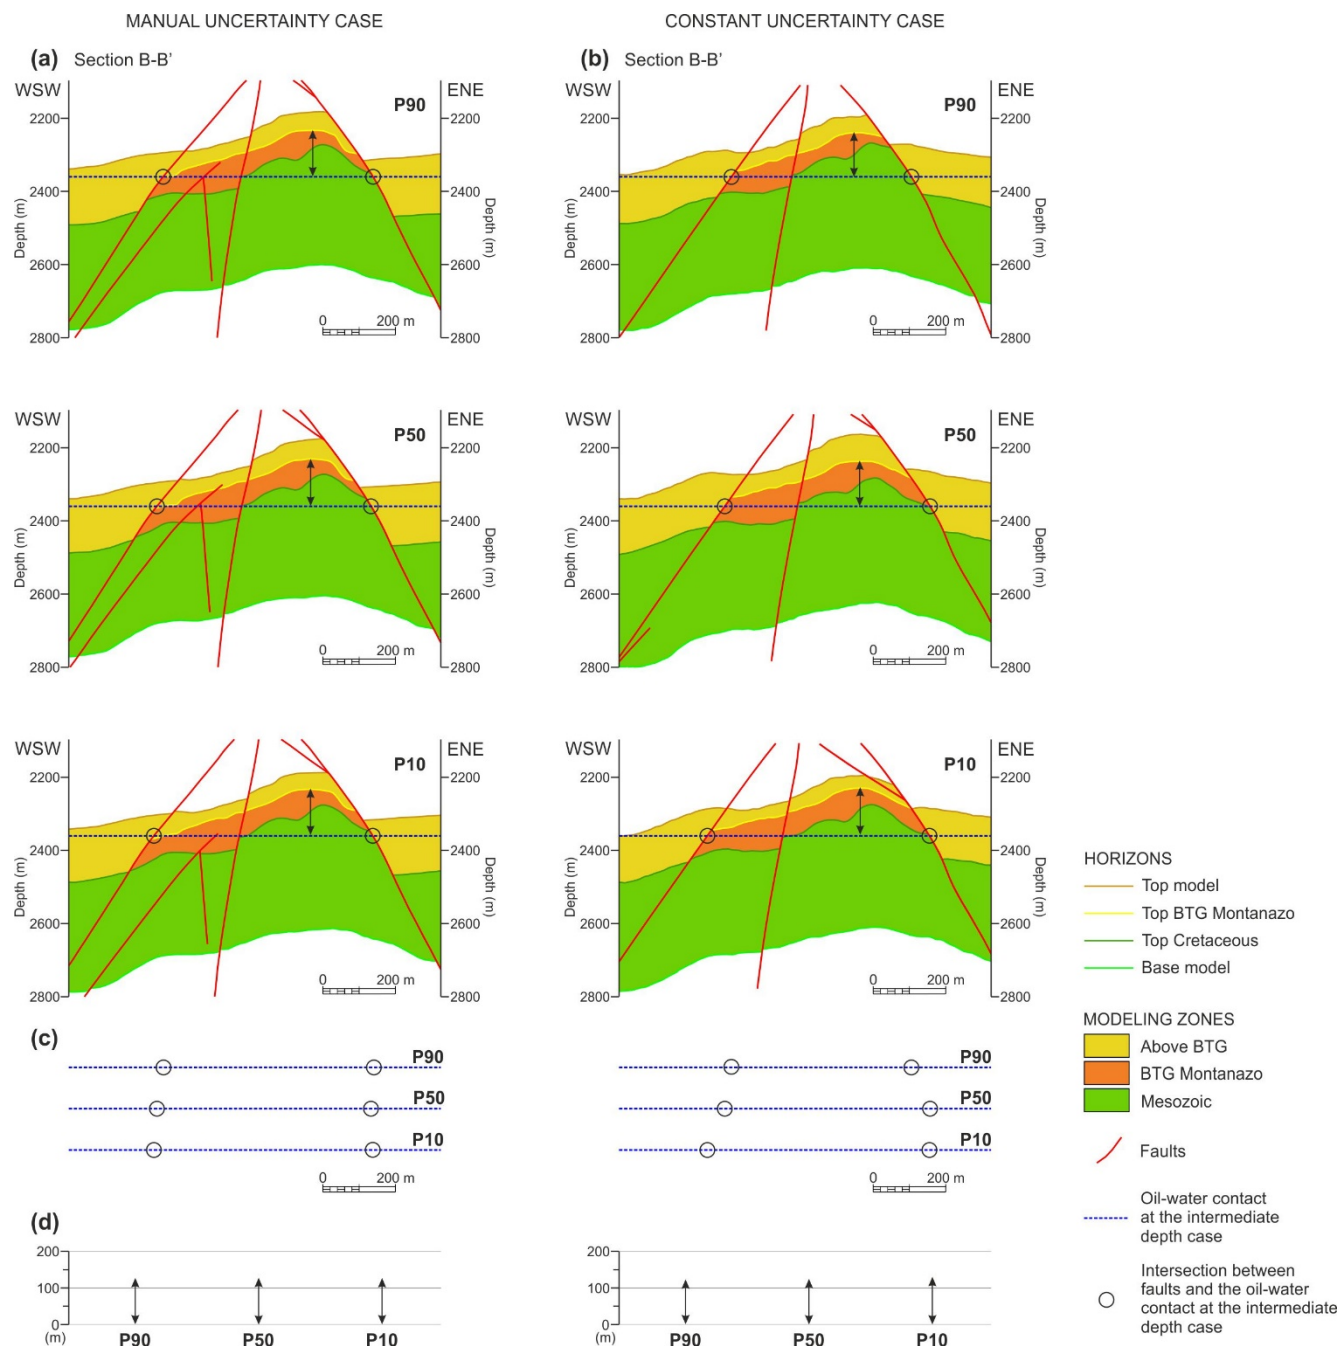 MANUAL UNCERTAINTY CASE
CONSTANT UNCERTAINTY CASE
(a) Section B-B’
(b) Section B-B’
WSW
ENE
P90
2200
2400
2600
2800
Depth (m)
2200
2400
2600
2800
Depth (m)
0 200 m
WSW
ENE
P90
2200
2400
2600
2800
Depth (m)
2200
2400
2600
2800
Depth (m)
0 200 m
WSW
ENE
P50
2200
2400
2600
2800
Depth (m)
2200
2400
2600
2800
Depth (m)
0 200 m
WSW
ENE
P50
2200
2400
2600
2800
Depth (m)
2200
2400
2600
2800
Depth (m)
0 200 m
WSW
ENE
P10
2200
2400
2600
2800
Depth (m)
2200
2400
2600
2800
Depth (m)
0 200 m
WSW
ENE
P10
2200
2400
2600
2800
Depth (m)
2200
2400
2600
2800
Depth (m)
0 200 m
(c)
P90
P50
P10
0 200 m
P90
P50
P10
0 200 m
(d)
200
100
0
(m)
P90 P50 P10
200
100
0
(m)
P90 P50 P10
HORIZONS
Top model
Top BTG Montanazo
Top Cretaceous
Base model
MODELING ZONES
Above BTG
BTG Montanazo
Mesozoic
Faults
Oil-water contact
at the intermediate
depth case
Intersection between
faults and the oil-water
contact at the intermediate
depth case